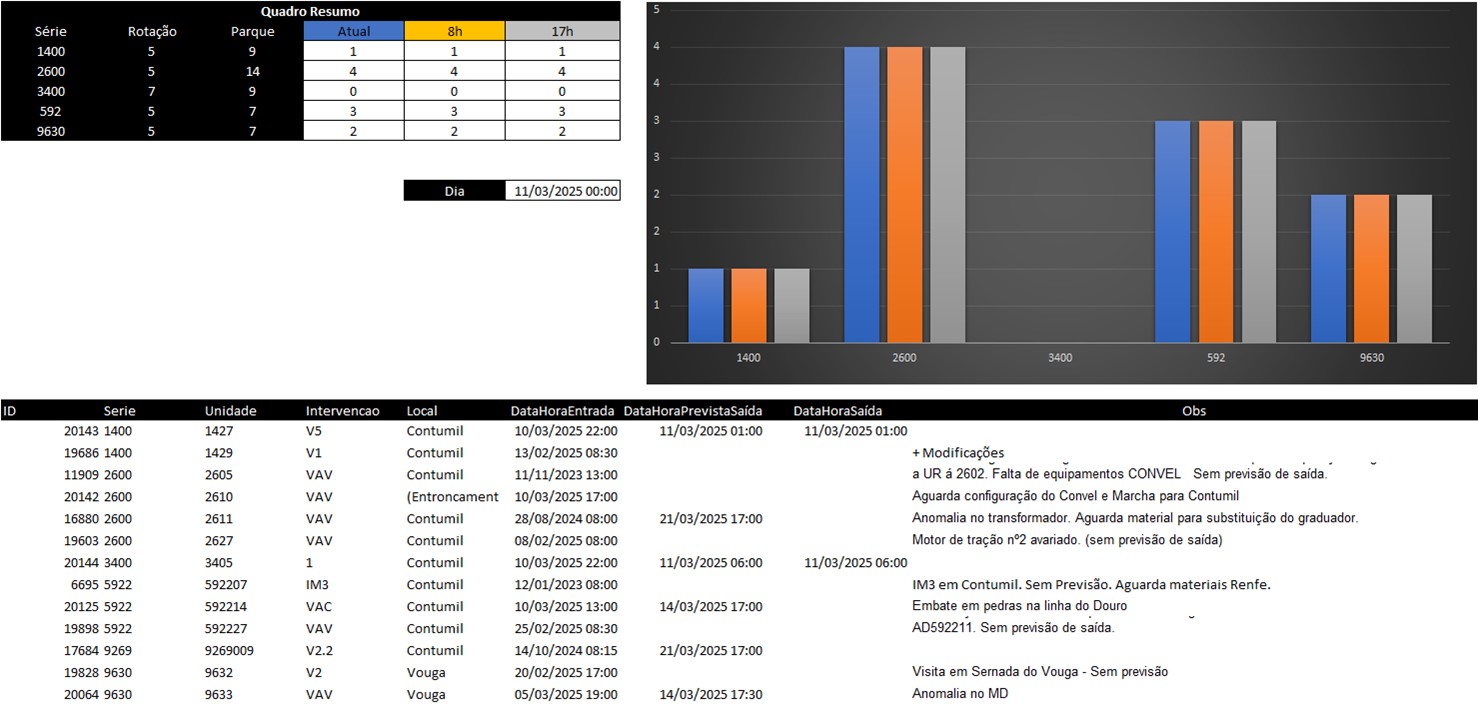 Quadro Resumo
Série Rotação Parque Atual 8h 17h
1400 5 9 1 1 1
2600 5 14 4 4 4
3400 7 9 0 0 0
592 5 7 3 3 3
9630 5 7 2 2 2
Dia 11/03/2025 00:00
5
4
4
3
3
2
2
1
1
0
1400 2600 3400 592 9630
ID Serie Unidade Intervencao Local DataHoraEntrada DataHoraPrevistaSaída DataHoraSaída Obs
20143 1400 1427 V5 Contumil 10/03/2025 22:00 11/03/2025 01:00 11/03/2025 01:00
19686 1400 1429 V1 Contumil 13/02/2025 08:30 + Modificações
11909 2600 2605 VAV Contumil 11/11/2023 13:00 a UR á 2602. Falta de equipamentos CONVEL Sem previsão de saída.
20142 2600 2610 VAV (Entroncament 10/03/2025 17:00 Aguarda configuração do Convel e Marcha para Contumil
16880 2600 2611 VAV Contumil 28/08/2024 08:00 21/03/2025 17:00 Anomalia no transformador. Aguarda material para substituição do graduador.
19603 2600 2627 VAV Contumil 08/02/2025 08:00 Motor de tração nº2 avariado. (sem previsão de saída)
20144 3400 3405 1 Contumil 10/03/2025 22:00 11/03/2025 06:00 11/03/2025 06:00
6695 5922 592207 IM3 Contumil 12/01/2023 08:00 IM3 em Contumil. Sem Previsão. Aguarda materiais Renfe.
20125 5922 592214 VAC Contumil 10/03/2025 13:00 14/03/2025 17:00 Embate em pedras na linha do Douro
19898 5922 592227 VAV Contumil 25/02/2025 08:30 AD592211. Sem previsão de saída.
17684 9269 9269009 V2.2 Contumil 14/10/2024 08:15 21/03/2025 17:00
19828 9630 9632 V2 Vouga 20/02/2025 17:00 Visita em Sernada do Vouga - Sem previsão
20064 9630 9633 VAV Vouga 05/03/2025 19:00 14/03/2025 17:30 Anomalia no MD